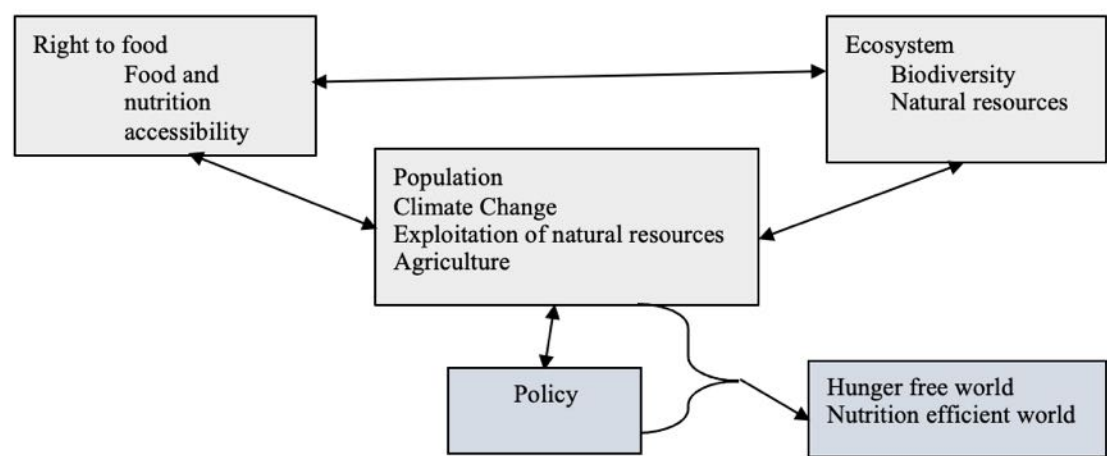 Right to food
Food and
nutrition
accessibility
Ecosystem
Biodiversity
Natural resources
Population
Climate Change
Exploitation of natural resources
Agriculture
Policy
Hunger free world
Nutrition efficient world